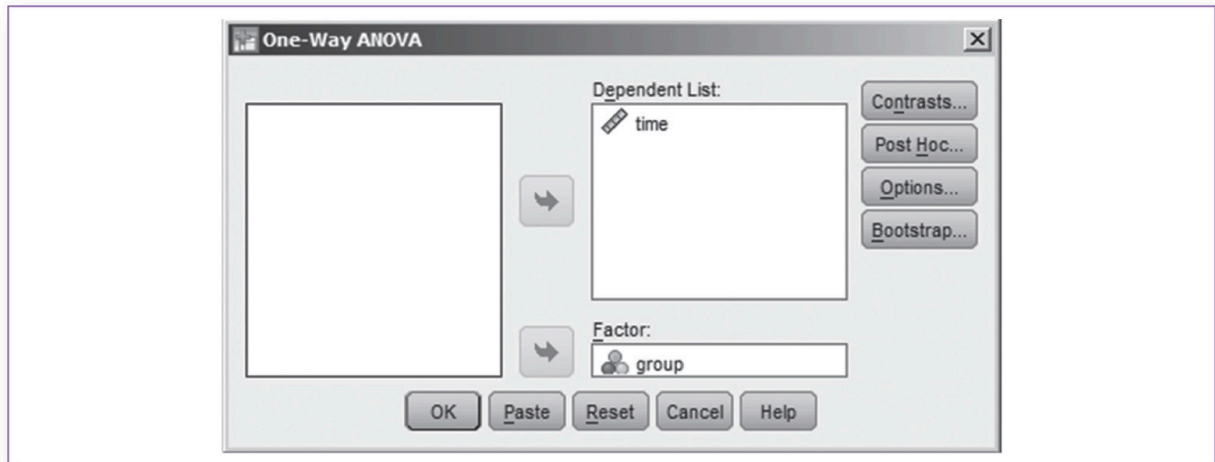 One-Way ANOVA
Dependent List:
time
Contrasts...
Post Hoc...
Options...
Bootstrap...
Factor:
group
OK
Paste
Reset
Cancel
Help